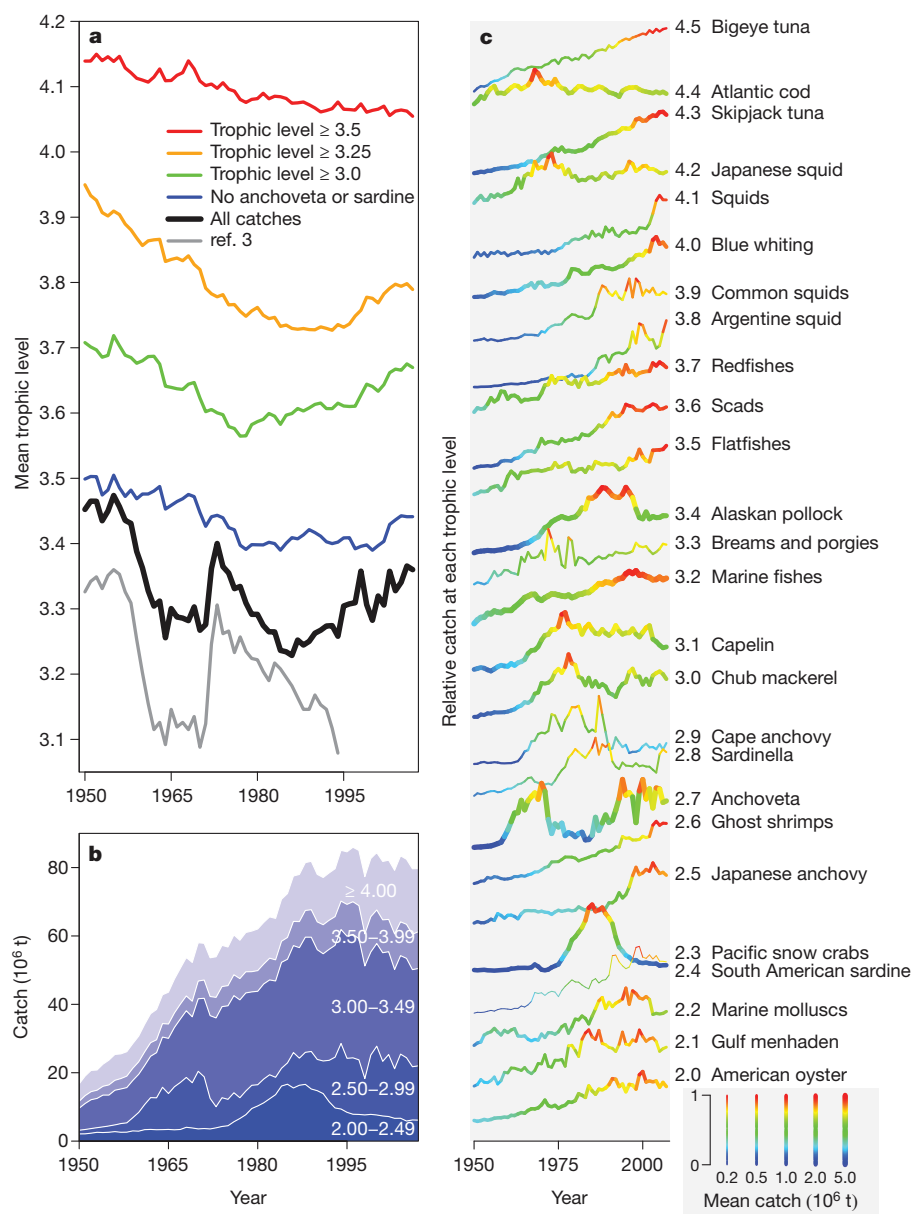 a
4.2
4.1
4.0
3.9
3.8
3.7
3.6
3.5
3.4
3.3
3.2
3.1
Mean trophic level
Trophic level ≥ 3.5
Trophic level ≥ 3.25
Trophic level ≥ 3.0
No anchoveta or sardine
All catches
ref. 3
1950 1965 1980 1995
b
80
60
40
20
0
Catch (10⁶ t)
≥ 4.00
3.50–3.99
3.00–3.49
2.50–2.99
2.00–2.49
1950 1965 1980 1995
Year
c
Relative catch at each trophic level
4.5 Bigeye tuna
4.4 Atlantic cod
4.3 Skipjack tuna
4.2 Japanese squid
4.1 Squids
4.0 Blue whiting
3.9 Common squids
3.8 Argentine squid
3.7 Redfishes
3.6 Scads
3.5 Flatfishes
3.4 Alaskan pollock
3.3 Breams and porgies
3.2 Marine fishes
3.1 Capelin
3.0 Chub mackerel
2.9 Cape anchovy
2.8 Sardinella
2.7 Anchoveta
2.6 Ghost shrimps
2.5 Japanese anchovy
2.3 Pacific snow crabs
2.4 South American sardine
2.2 Marine molluscs
2.1 Gulf menhaden
2.0 American oyster
1950 1975 2000
Year
1
0
0.2 0.5 1.0 2.0 5.0
Mean catch (10⁶ t)